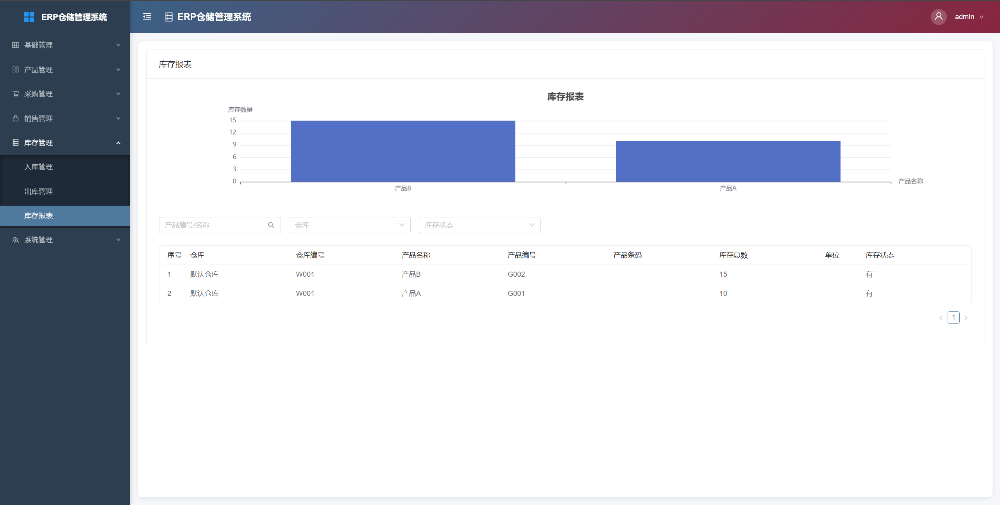 ERP仓储管理系统
ERP仓储管理系统
admin
基础管理
产品管理
采购管理
销售管理
库存管理
入库管理
出库管理
库存报表
系统管理
库存报表
库存报表
库存数量
15
12
9
6
3
0
产品B
产品A
产品名称
产品编号/名称
仓库
库存状态
序号 仓库 仓库编号 产品名称 产品编号 产品条码 库存总数 单位 库存状态
1 默认仓库 W001 产品B G002 15 有
2 默认仓库 W001 产品A G001 10 有
1